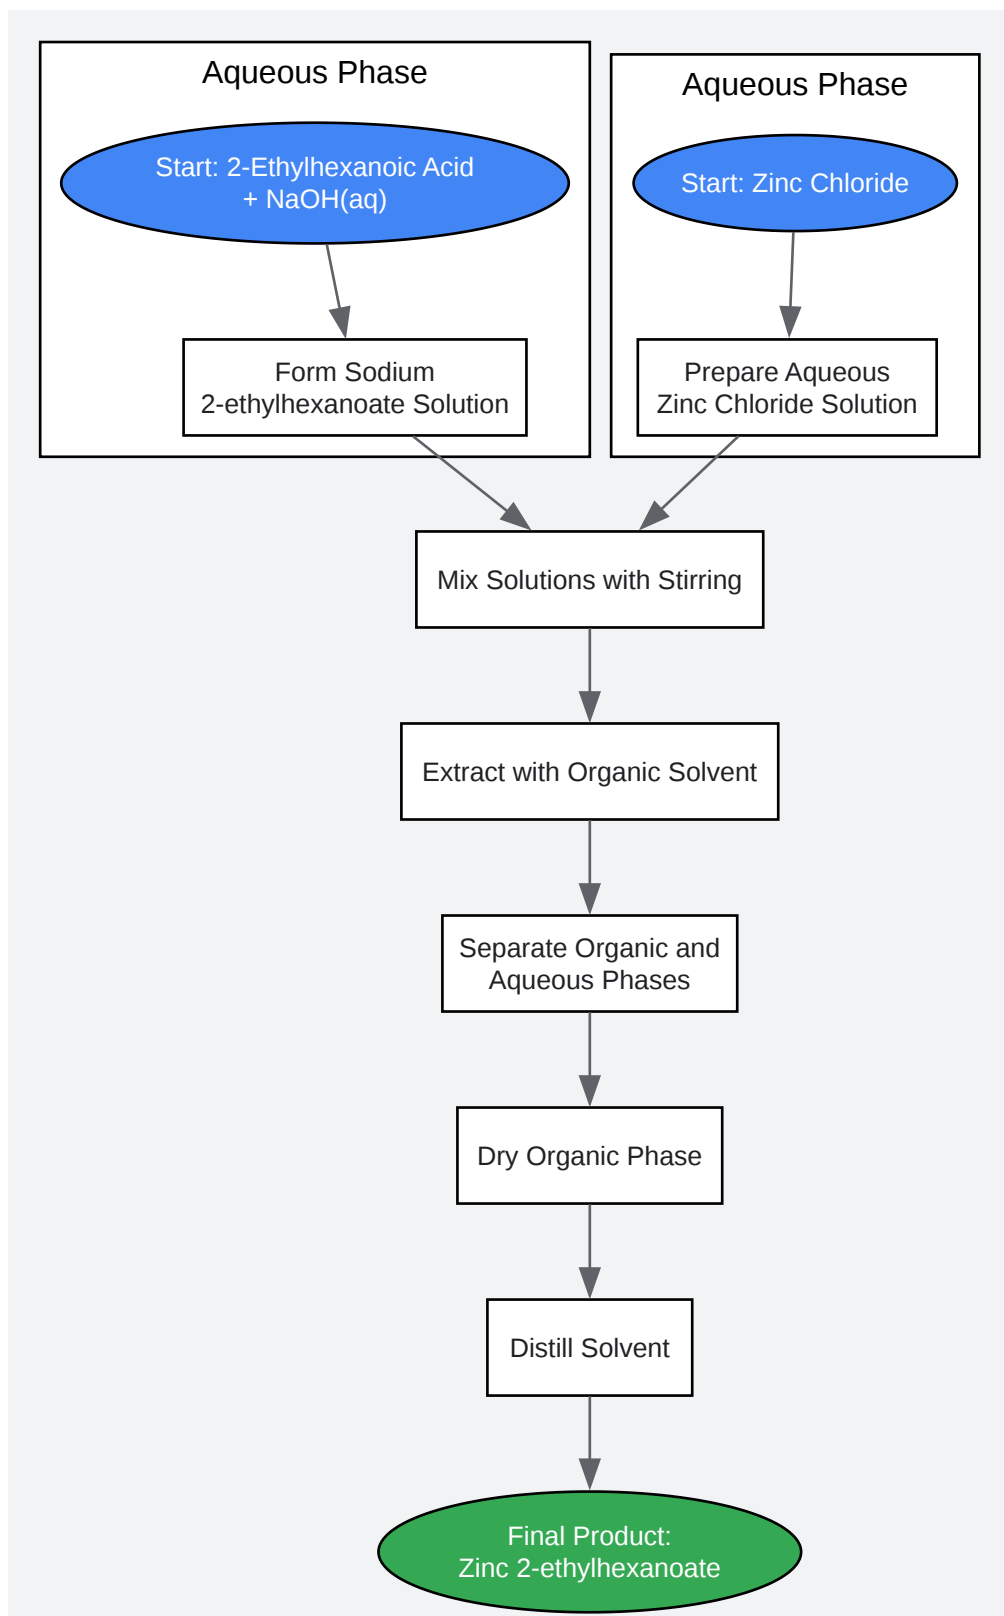 Aqueous Phase
Start: 2-Ethylhexanoic Acid
+ NaOH(aq)
Form Sodium
2-ethylhexanoate Solution
Aqueous Phase
Start: Zinc Chloride
Prepare Aqueous
Zinc Chloride Solution
Mix Solutions with Stirring
Extract with Organic Solvent
Separate Organic and
Aqueous Phases
Dry Organic Phase
Distill Solvent
Final Product:
Zinc 2-ethylhexanoate